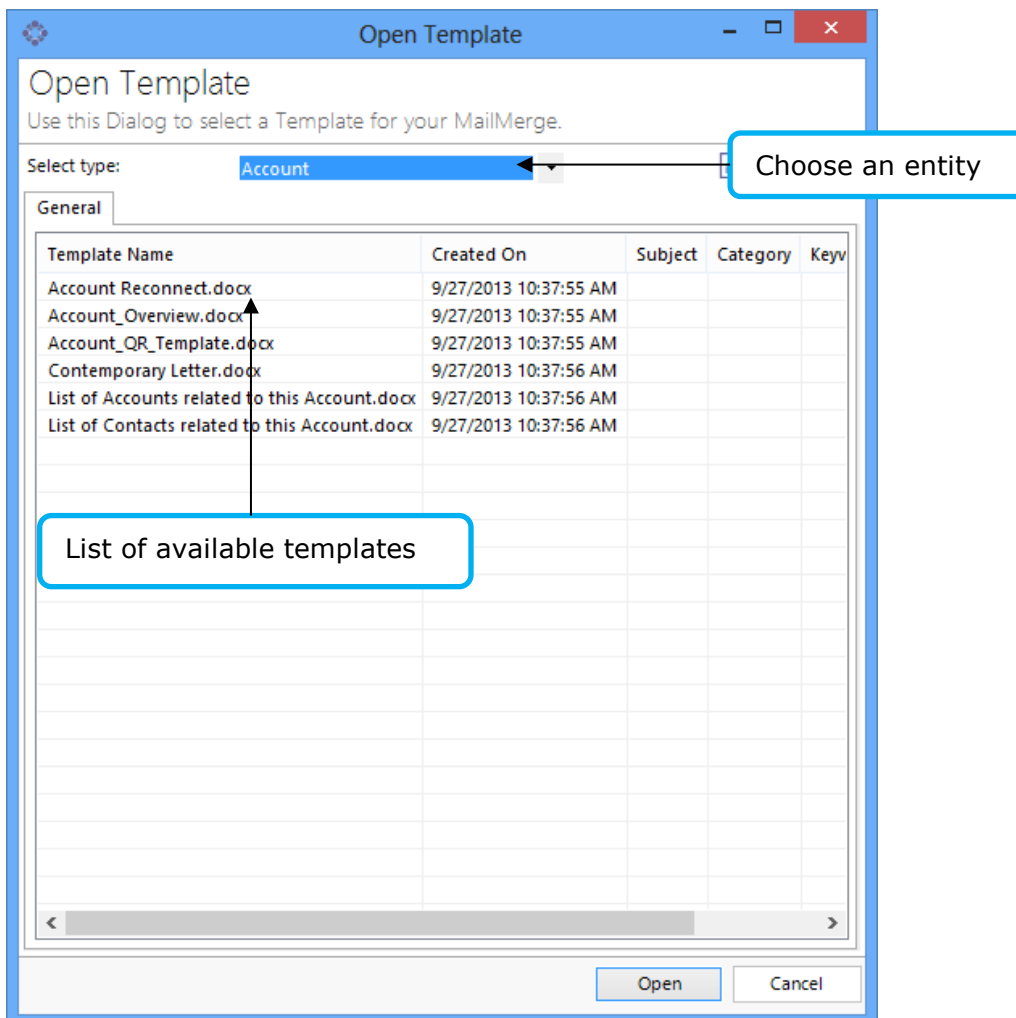 Open Template
Open Template
Use this Dialog to select a Template for your MailMerge.
Select type: Account Choose an entity
General
Template Name Created On Subject Category Keyw
Account Reconnect.docx 9/27/2013 10:37:55 AM
Account_Overview.docx 9/27/2013 10:37:55 AM
Account_QR_Template.docx 9/27/2013 10:37:55 AM
Contemporary Letter.docx 9/27/2013 10:37:56 AM
List of Accounts related to this Account.docx 9/27/2013 10:37:56 AM
List of Contacts related to this Account.docx 9/27/2013 10:37:56 AM
List of available templates
Open Cancel